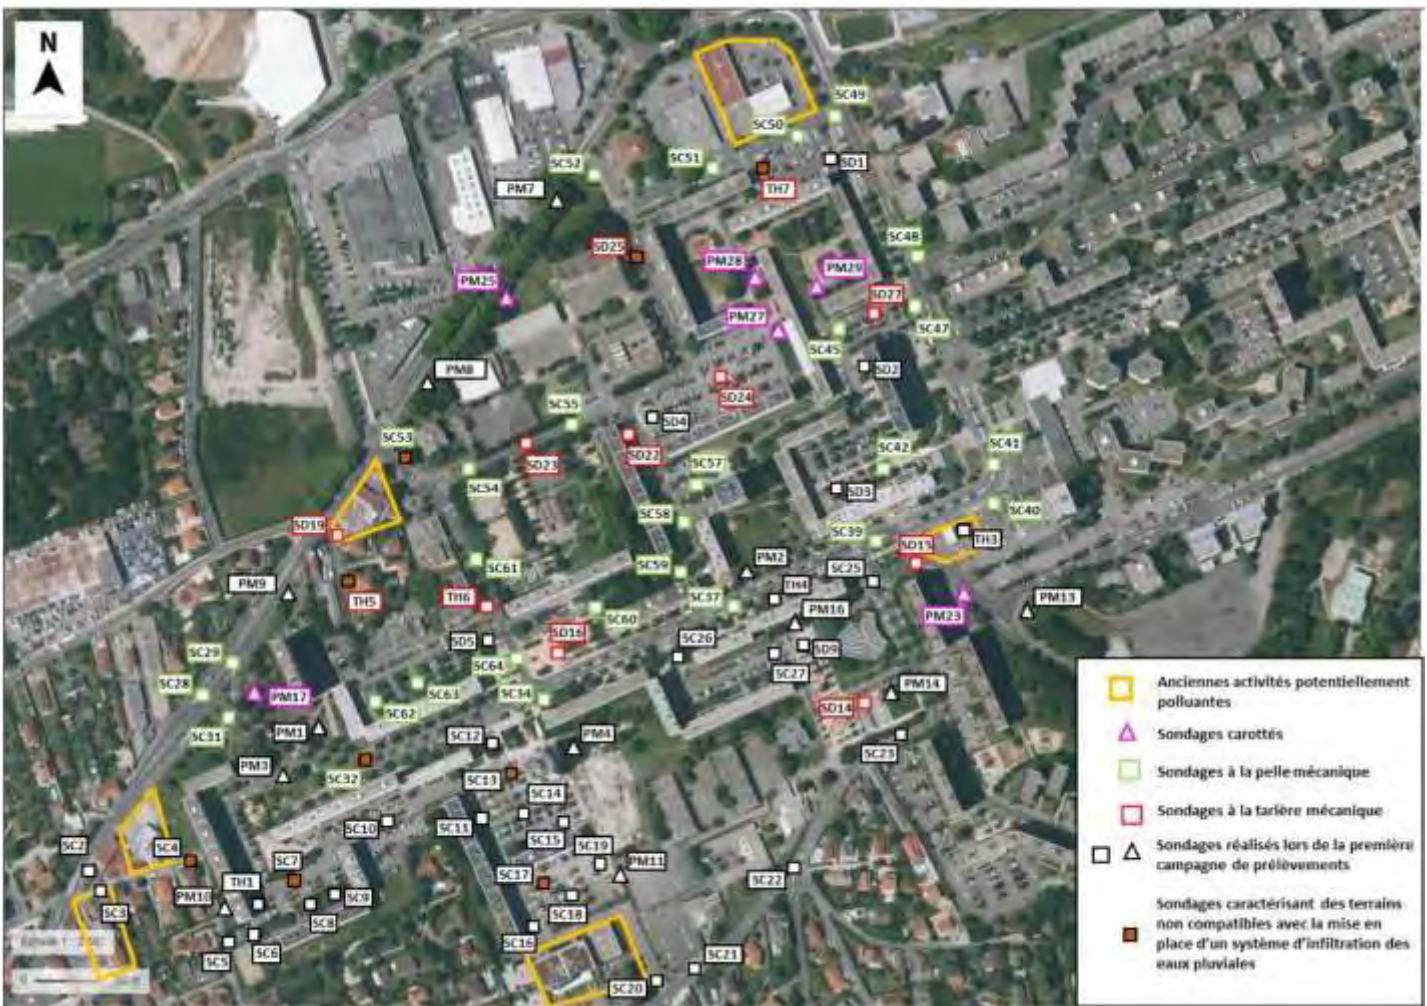 N
SC49
SC50
SC51
SD1
SC52
PM7
TH7
SD25
SC48
PM28
PM29
PM25
SD27
PM27
SC47
SC45
PM8
SD2
SD24
SC55
SD4
SC53
SC42
SC41
SD22
SD23
SC57
SC54
SD3
SC40
SC58
SD19
SC39
TH3
SD15
PM2
SC61
SC59
SC25
PM9
TH4
TH5
TH6
SC37
PM16
PM23
PM13
SC60
SD5
SD16
SC26
SD9
SC29
SC64
SC27
SC28
PM17
SC63
SC34
PM14
SD14
SC62
SC31
PM1
SC12
PM4
SC23
PM3
SC32
SC13
SC14
SC10
SC11
SC15
SC2
SC4
SC7
SC19
PM11
SC17
SC22
TH1
PM10
SC9
SC3
SC8
SC18
SC6
SC16
SC5
SC21
SC20
0
Anciennes activités potentiellement
polluantes
Sondages carottés
Sondages à la pelle mécanique
Sondages à la tarière mécanique
Sondages réalisés lors de la première
campagne de prélèvements
Sondages caractérisant des terrains
non compatibles avec la mise en
place d'un système d'infiltration des
eaux pluviales